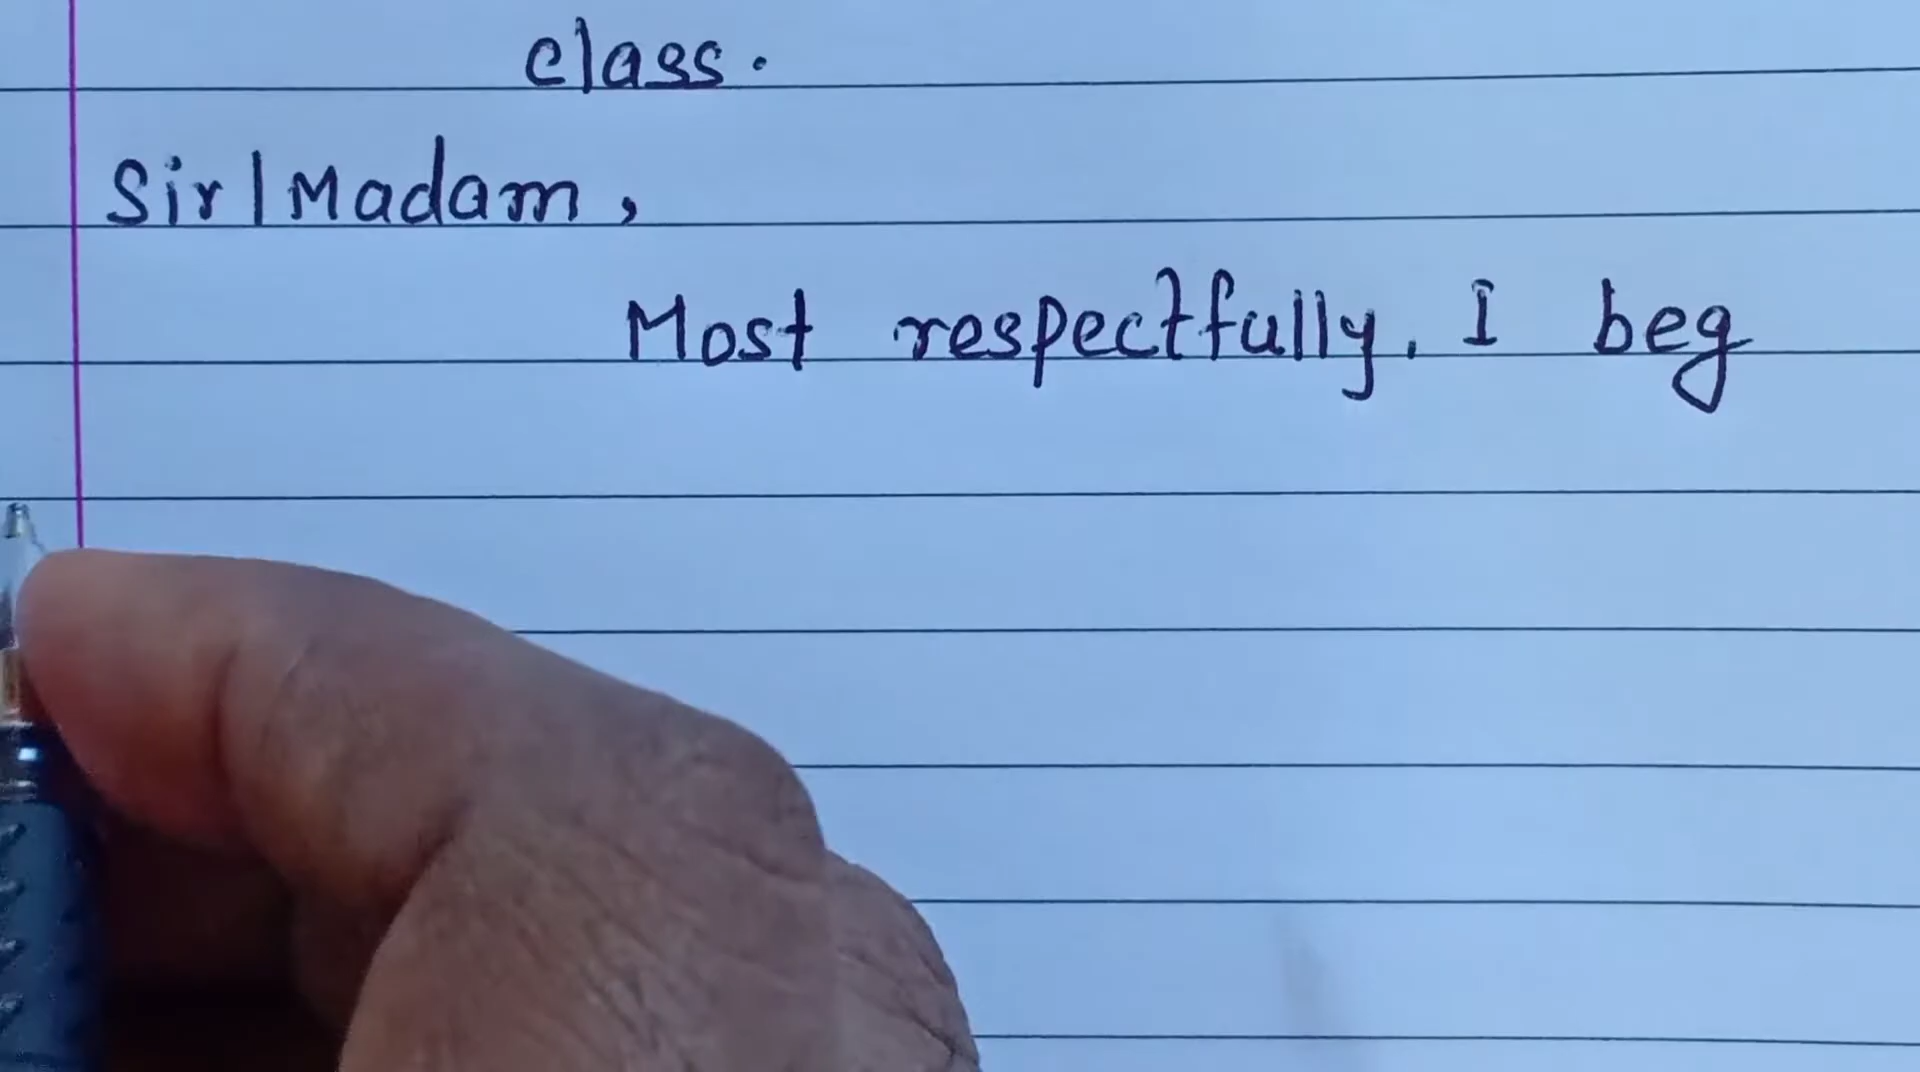 class.
Sir/Madam,
Most respectfully, I beg